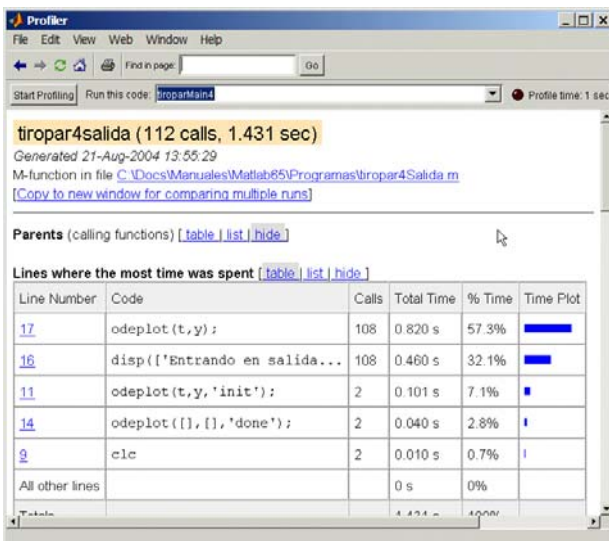 Profiler
File Edit View Web Window Help
Find in page: Go
Start Profiling Run this code: tiroparMain4 Profile time: 1 sec
tiropar4salida (112 calls, 1.431 sec)
Generated 21-Aug-2004 13:55:29
M-function in file C:\Docs\Manuales\Matlab65\Programas\tiropar4Salida.m
[Copy to new window for comparing multiple runs]
Parents (calling functions) [ table | list | hide ]
Lines where the most time was spent [ table | list | hide ]
Line Number Code Calls Total Time % Time Time Plot
17 odeplot(t,y); 108 0.820 s 57.3%
16 disp(['Entrando en salida... 108 0.460 s 32.1%
11 odeplot(t,y,'init'); 2 0.101 s 7.1%
14 odeplot([],[],'done'); 2 0.040 s 2.8%
9 clc 2 0.010 s 0.7%
All other lines 0 s 0%
Totals 100%